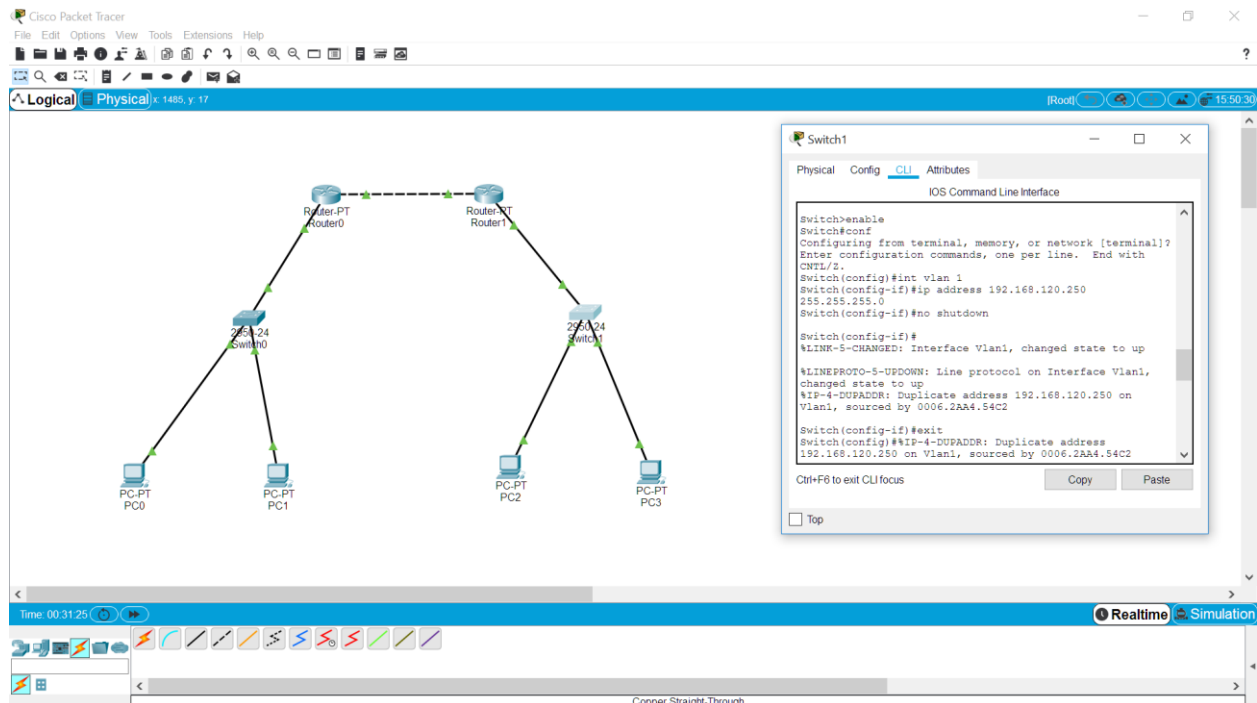 Cisco Packet Tracer
File Edit Options View Tools Extensions Help
?
Logical Physical x: 1485, y: 17 [Root] 15:50:30
Switch1
Physical Config CLI Attributes
IOS Command Line Interface
Switch>enable
Switch#conf
Configuring from terminal, memory, or network [terminal]?
Enter configuration commands, one per line. End with
CNTL/Z.
Switch(config)#int vlan 1
Switch(config-if)#ip address 192.168.120.250
255.255.255.0
Switch(config-if)#no shutdown
Switch(config-if)#
%LINK-5-CHANGED: Interface Vlan1, changed state to up
%LINEPROTO-5-UPDOWN: Line protocol on Interface Vlan1,
changed state to up
%IP-4-DUPADDR: Duplicate address 192.168.120.250 on
Vlan1, sourced by 0006.2AA4.54C2
Switch(config-if)#exit
Switch(config)#%IP-4-DUPADDR: Duplicate address
192.168.120.250 on Vlan1, sourced by 0006.2AA4.54C2
Ctrl+F6 to exit CLI focus
Copy Paste
Top
Router-PT
Router0
Router-PT
Router1
2950-24
Switch0
2950-24
Switch1
PC-PT
PC0
PC-PT
PC1
PC-PT
PC2
PC-PT
PC3
Time: 00:31:25
Realtime Simulation
Copper Straight-Through